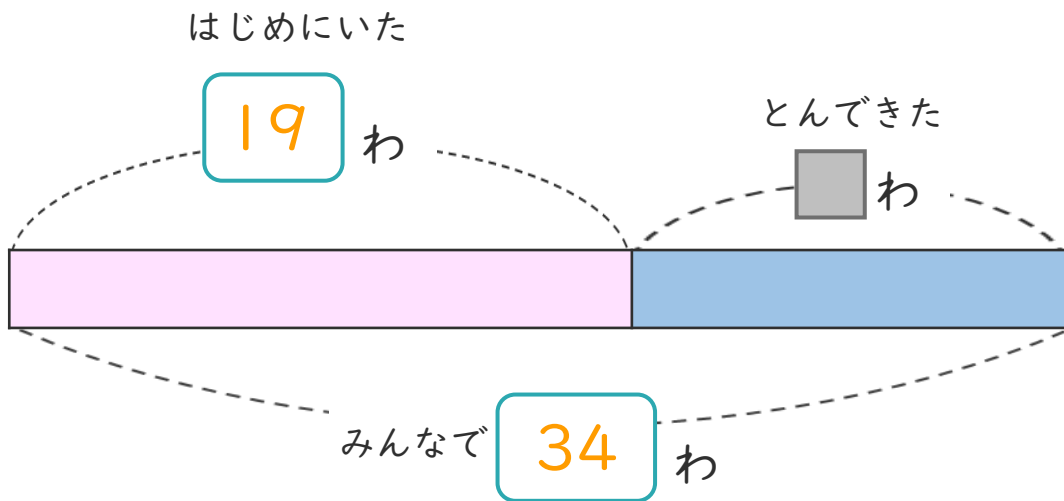 はじめにいた
19 わ
とんできた
わ
みんなで 34 わ